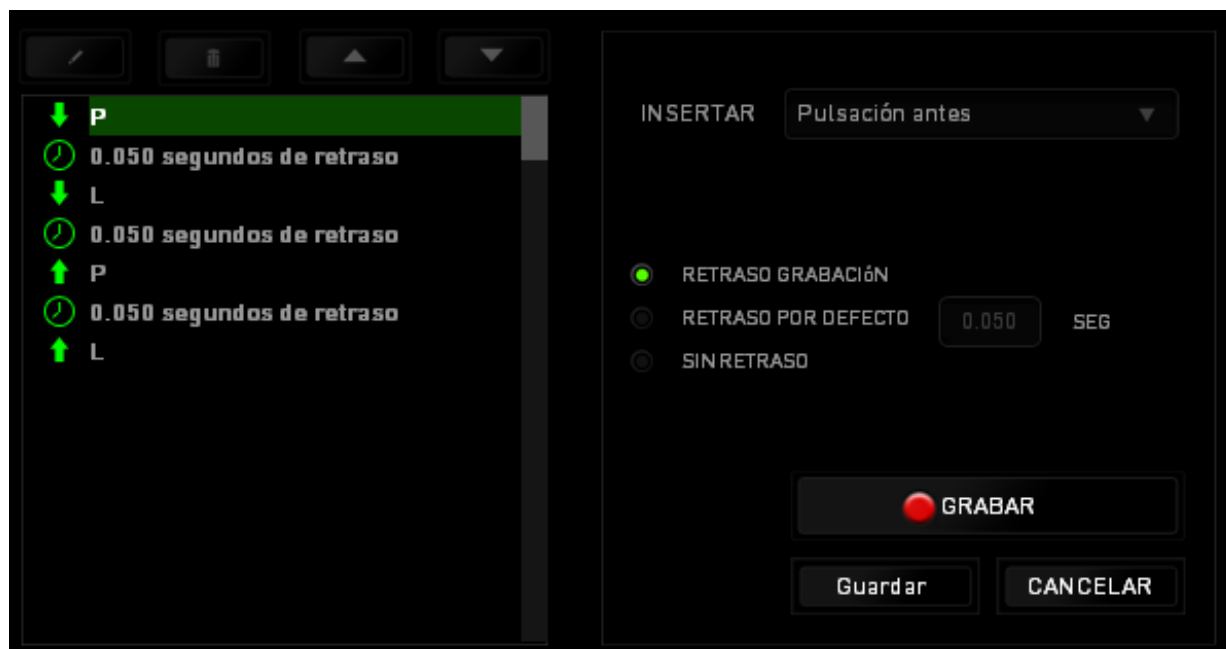 P
0.050 segundos de retraso
L
0.050 segundos de retraso
P
0.050 segundos de retraso
L
INSERTAR Pulsación antes
RETRASO GRABACIóN
RETRASO POR DEFECTO 0.050 SEG
SIN RETRASO
GRABAR
Guardar CANCELAR